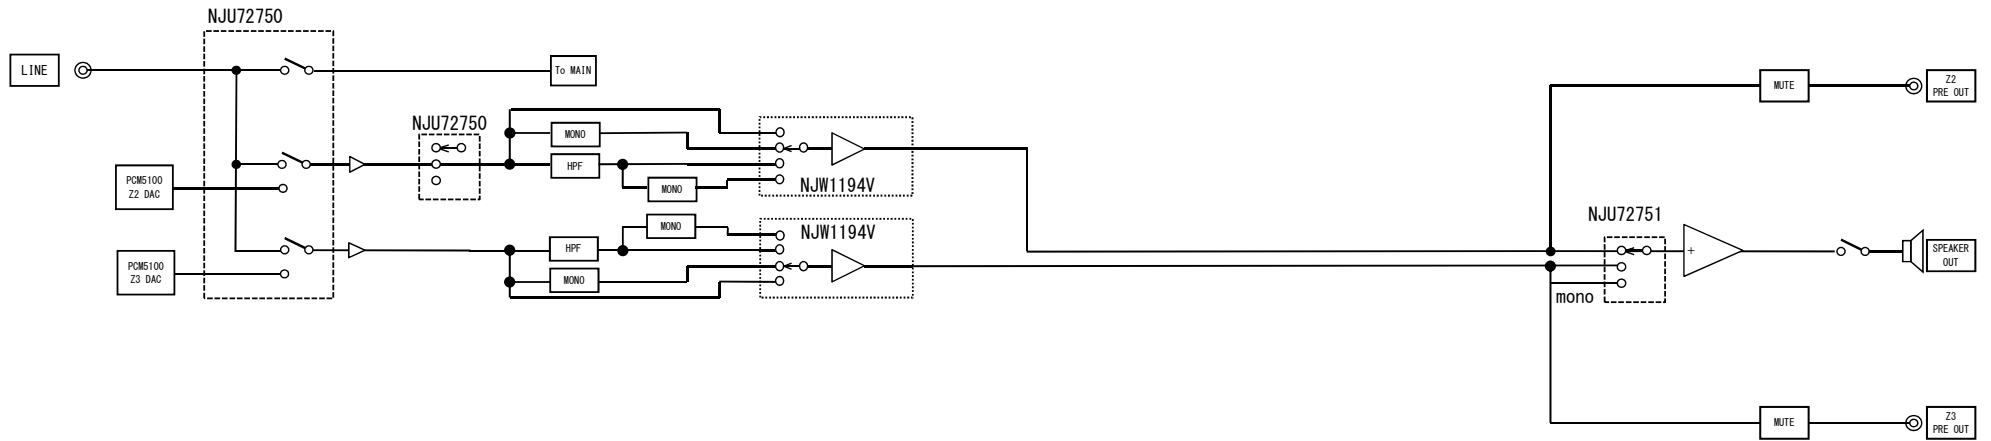 NJU72750
LINE
To MAIN
MUTE
Z2
PRE OUT
NJU72750
MONO
HPF
MONO
NJW1194V
PCM5100
Z2 DAC
NJU72751
MONO
HPF
MONO
NJW1194V
PCM5100
Z3 DAC
+
SPEAKER
OUT
mono
MUTE
Z3
PRE OUT